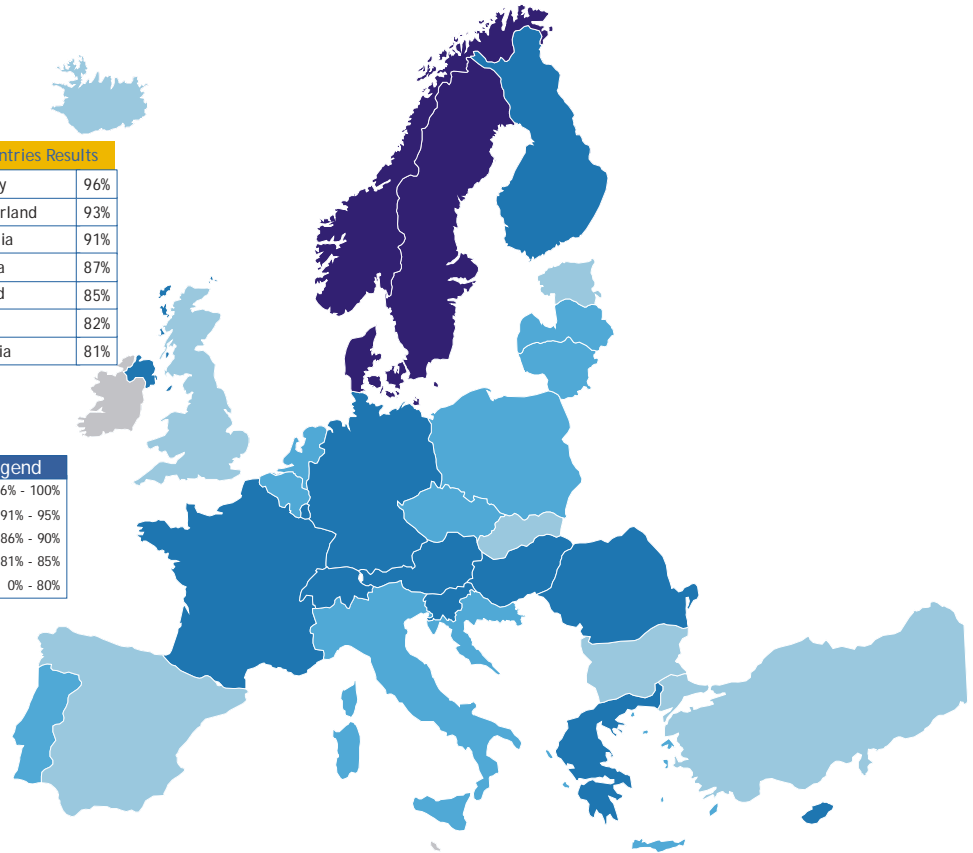 ntries Results
y 96%
rland 93%
ia 91%
a 87%
d 85%
82%
ia 81%
gend
6% - 100%
91% - 95%
86% - 90%
81% - 85%
0% - 80%